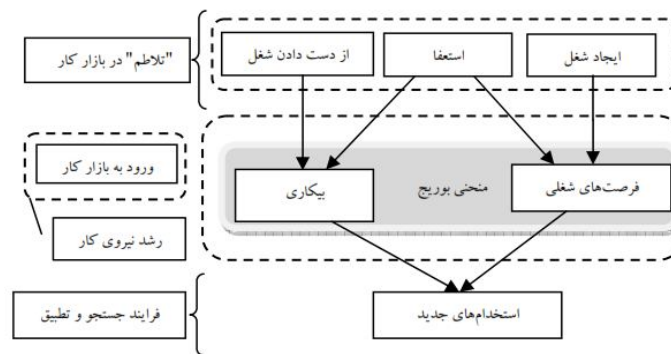 ایجاد شغل
استعفا
از دست دادن شغل
"تلاطم" در بازار کار
ورود به بازار کار
فرصت‌های شغلی
منحنی بوریج
بیکاری
رشد نیروی کار
استخدام‌های جدید
فرایند جستجو و تطبیق